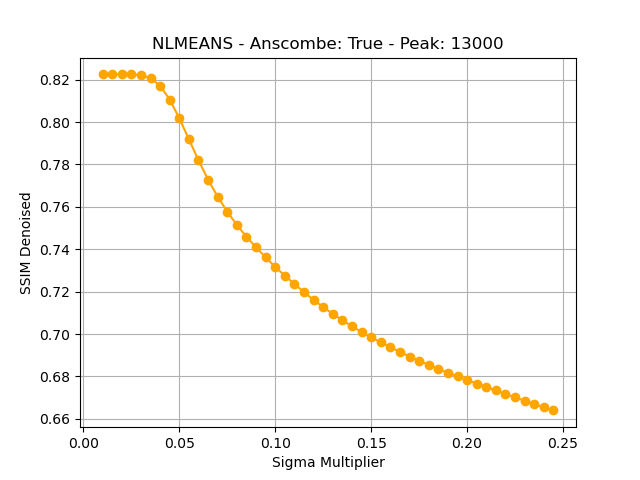 NLMEANS - Anscombe: True - Peak: 13000
SSIM Denoised
0.82
0.80
0.78
0.76
0.74
0.72
0.70
0.68
0.66
0.00 0.05 0.10 0.15 0.20 0.25
Sigma Multiplier